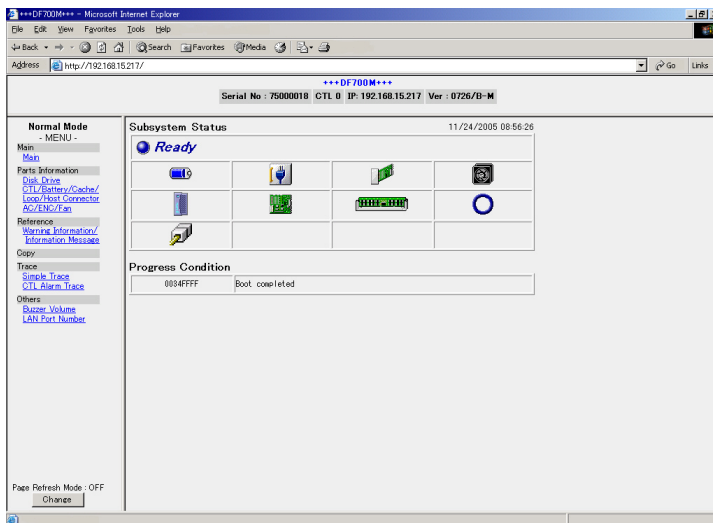 +++DF700M+++ - Microsoft Internet Explorer
File Edit View Favorites Tools Help
Back Search Favorites Media
Address http://192.168.15.217/ Go Links
+++DF700M+++
Serial No : 75000018 CTL 0 IP: 192.168.15.217 Ver : 0726/B-M
Normal Mode
- MENU -
Main
Main
Parts Information
Disk Drive
CTL/Battery/Cache/
Loop/Host Connector
AC/ENC/Fan
Reference
Warning Information/
Information Message
Copy
Trace
Simple Trace
CTL Alarm Trace
Others
Buzzer Volume
LAN Port Number
Page Refresh Mode : OFF
Change
Subsystem Status 11/24/2005 08:56:26
Ready
Progress Condition
0034FFFF Boot completed